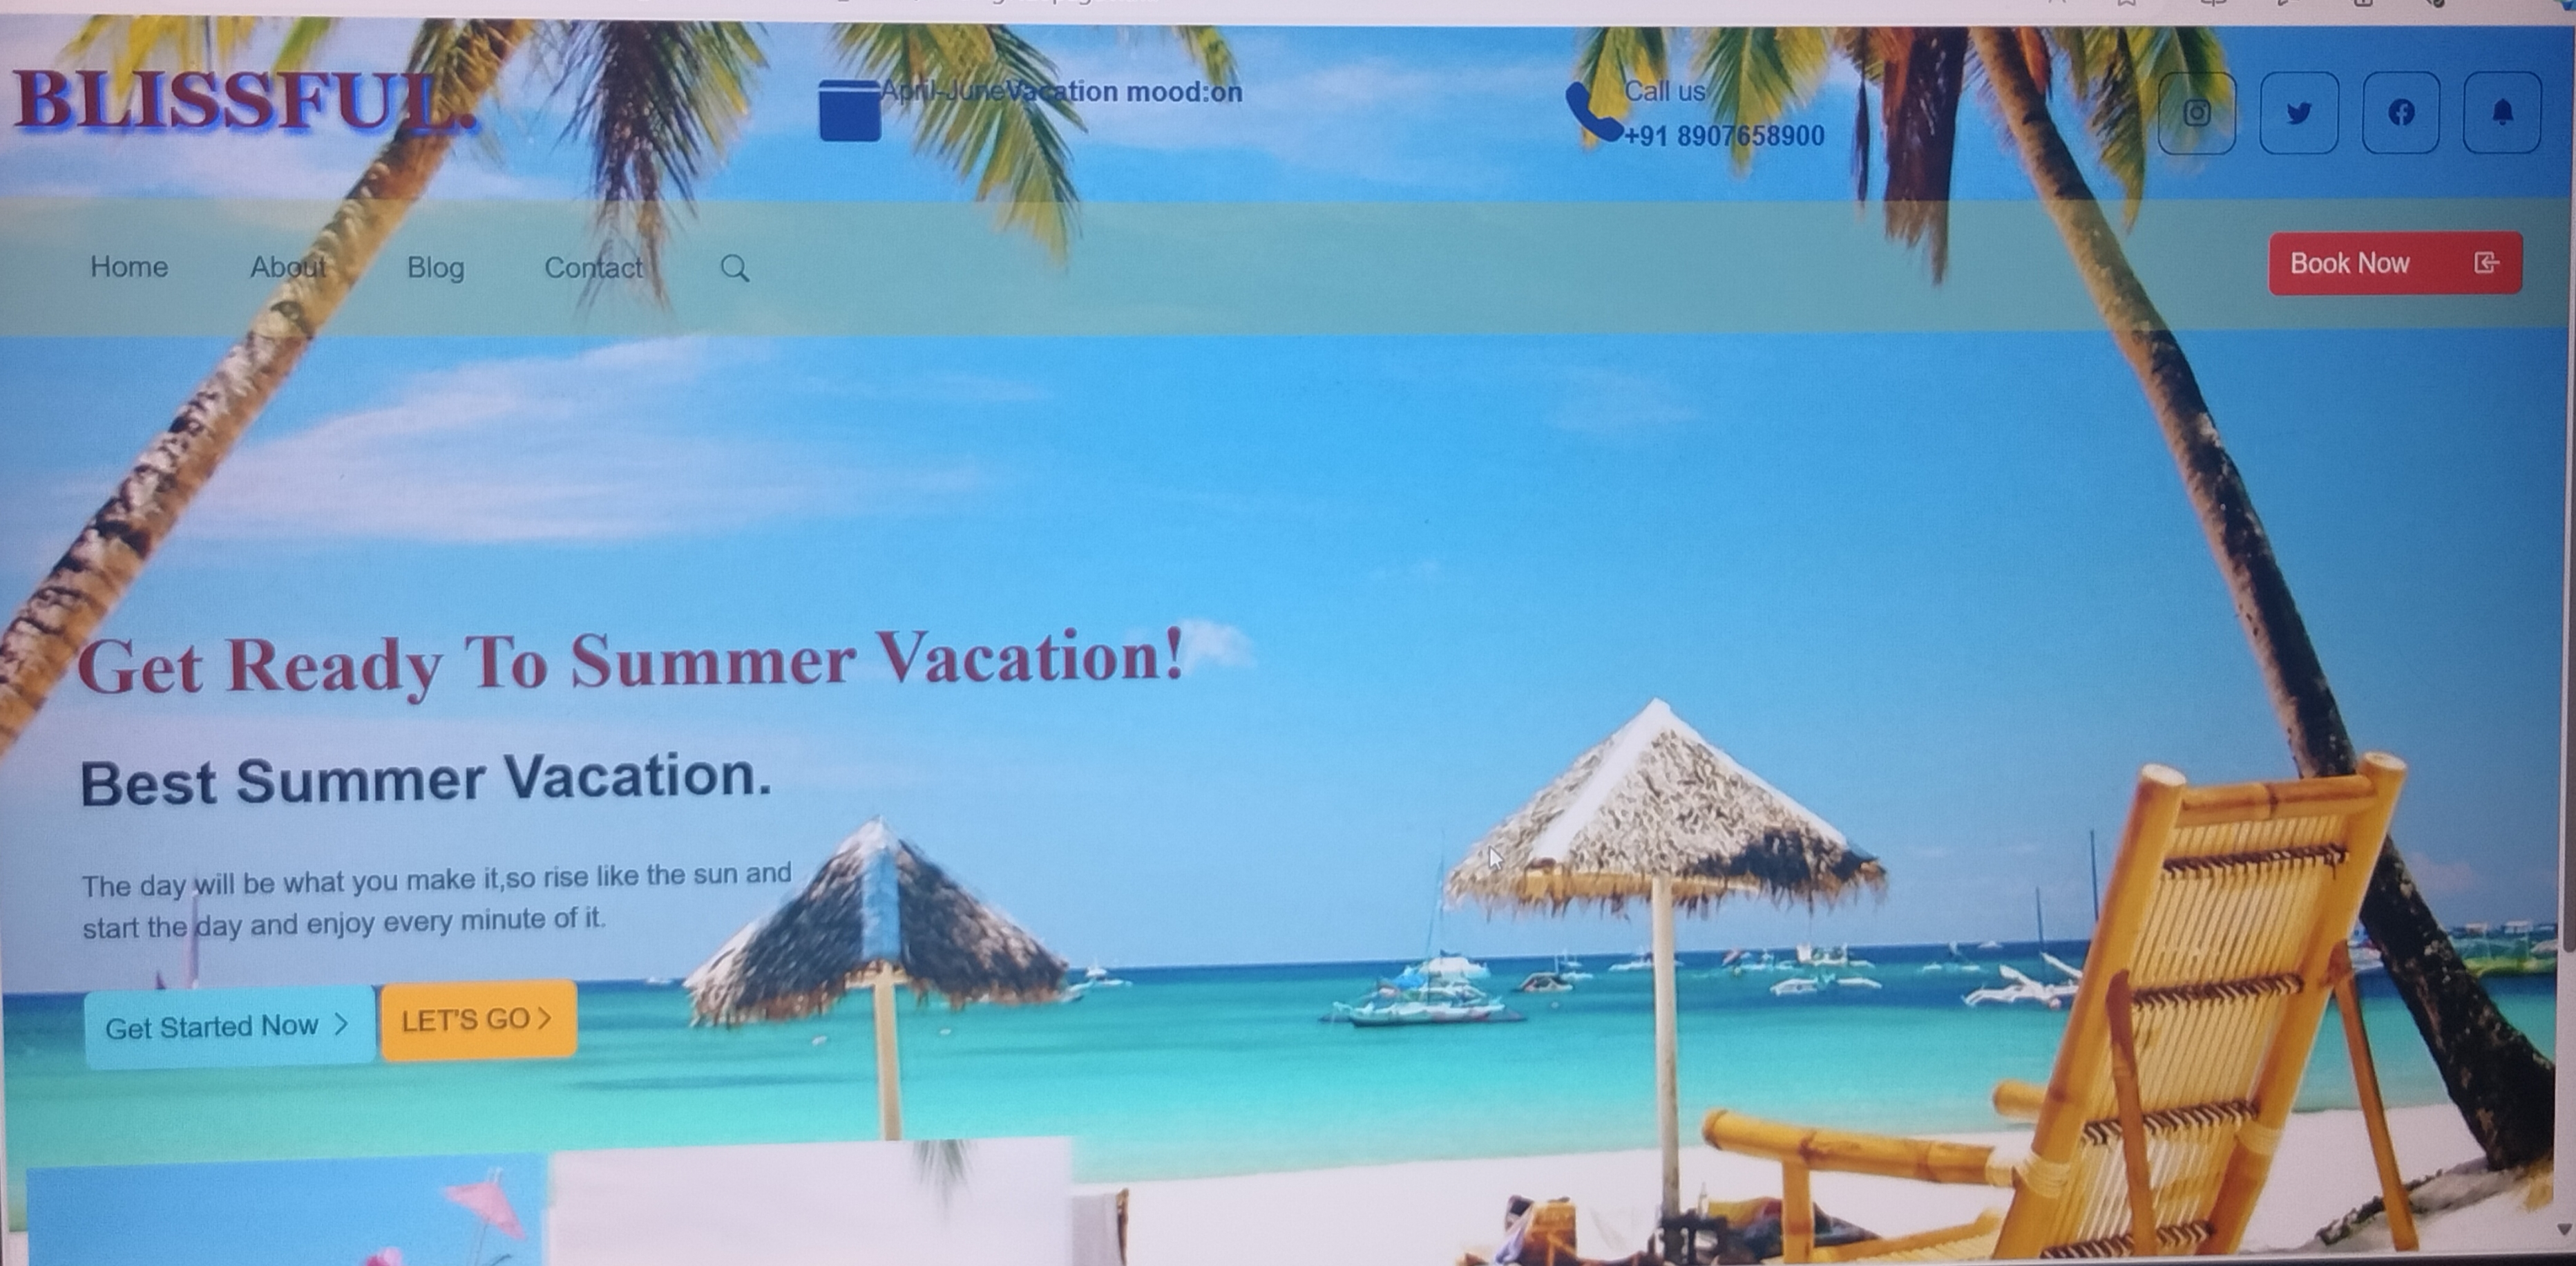 BLISSFUL.
April-JuneVacation mood:on
Call us
+91 8907658900
Home About Blog Contact
Book Now
Get Ready To Summer Vacation!
Best Summer Vacation.
The day will be what you make it,so rise like the sun and
start the day and enjoy every minute of it.
Get Started Now
LET'S GO